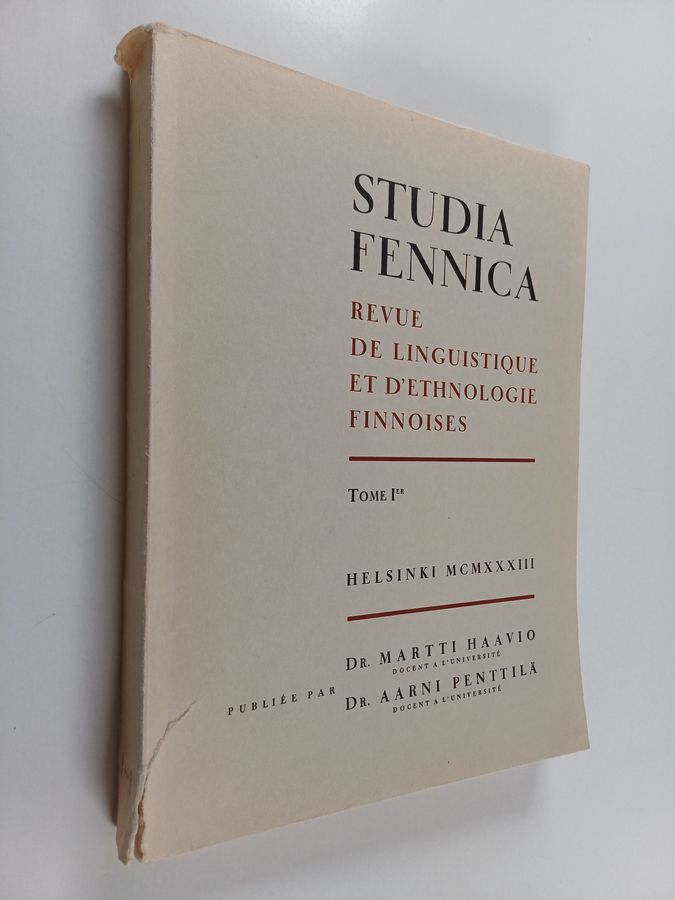 STUDIA
FENNICA
REVUE
DE LINGUISTIQUE
ET D'ETHNOLOGIE
FINNOISES
TOME IER
HELSINKI MCMXXXIII
PUBLIÉE PAR
DR. MARTTI HAAVIO
DOCENT A L'UNIVERSITÉ
DR. AARNI PENTTILÄ
DOCENT A L'UNIVERSITÉ